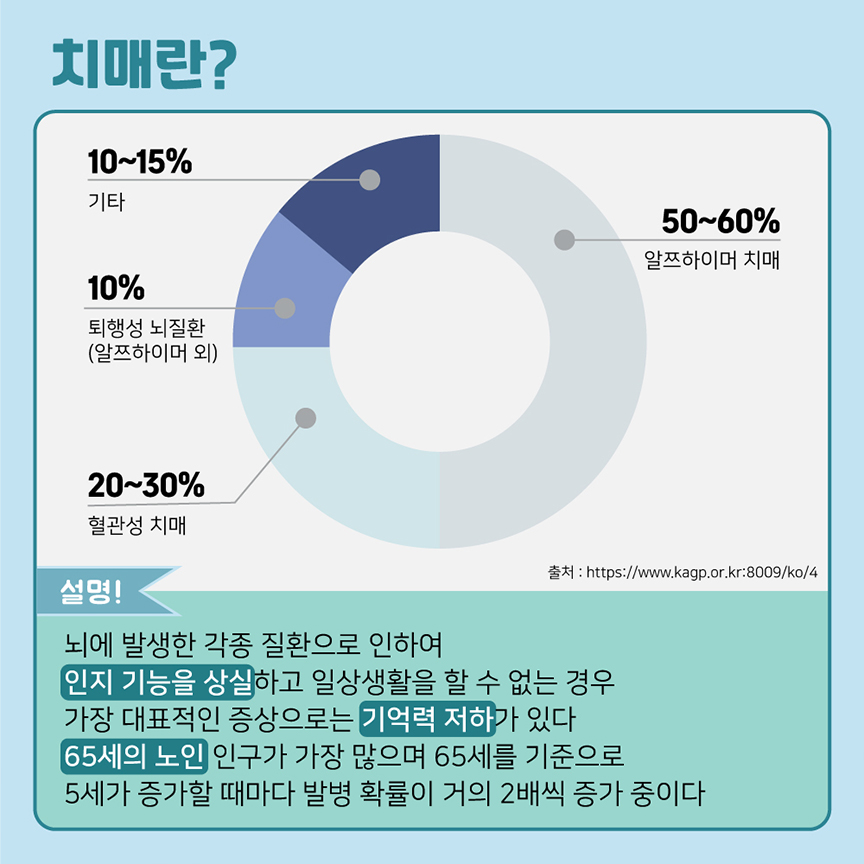 치매란?
10~15%
기타
50~60%
알쯔하이머 치매
10%
퇴행성 뇌질환
(알쯔하이머 외)
20~30%
혈관성 치매
출처 : https://www.kagp.or.kr:8009/ko/4
설명!
뇌에 발생한 각종 질환으로 인하여
인지 기능을 상실하고 일상생활을 할 수 없는 경우
가장 대표적인 증상으로는 기억력 저하가 있다
65세의 노인 인구가 가장 많으며 65세를 기준으로
5세가 증가할 때마다 발병 확률이 거의 2배씩 증가 중이다